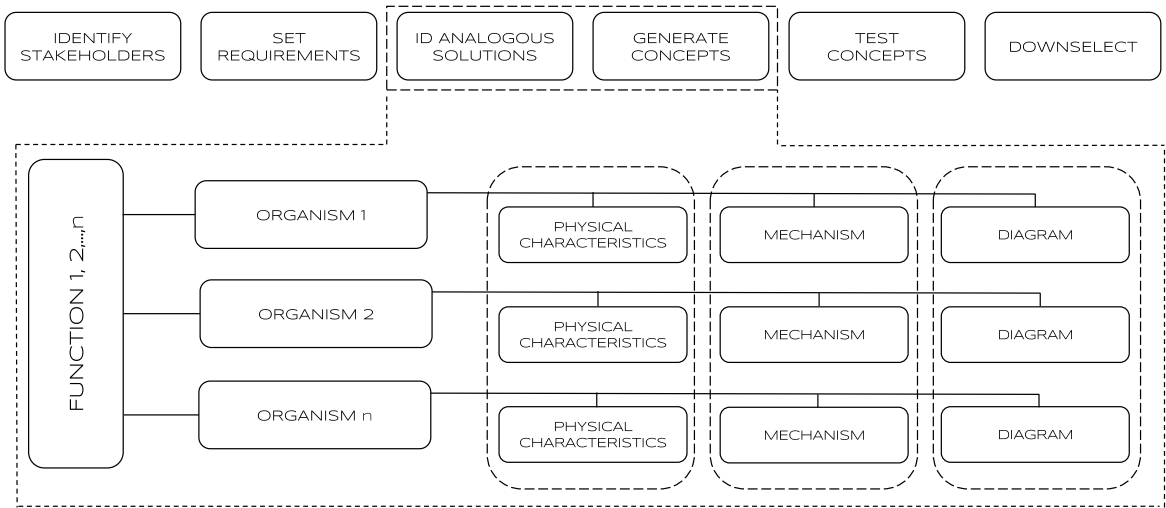 IDENTIFY
STAKEHOLDERS
SET
REQUIREMENTS
ID ANALOGOUS
SOLUTIONS
GENERATE
CONCEPTS
TEST
CONCEPTS
DOWNSELECT
FUNCTION 1, 2,...,n
ORGANISM 1
PHYSICAL
CHARACTERISTICS
MECHANISM
DIAGRAM
ORGANISM 2
PHYSICAL
CHARACTERISTICS
MECHANISM
DIAGRAM
ORGANISM n
PHYSICAL
CHARACTERISTICS
MECHANISM
DIAGRAM